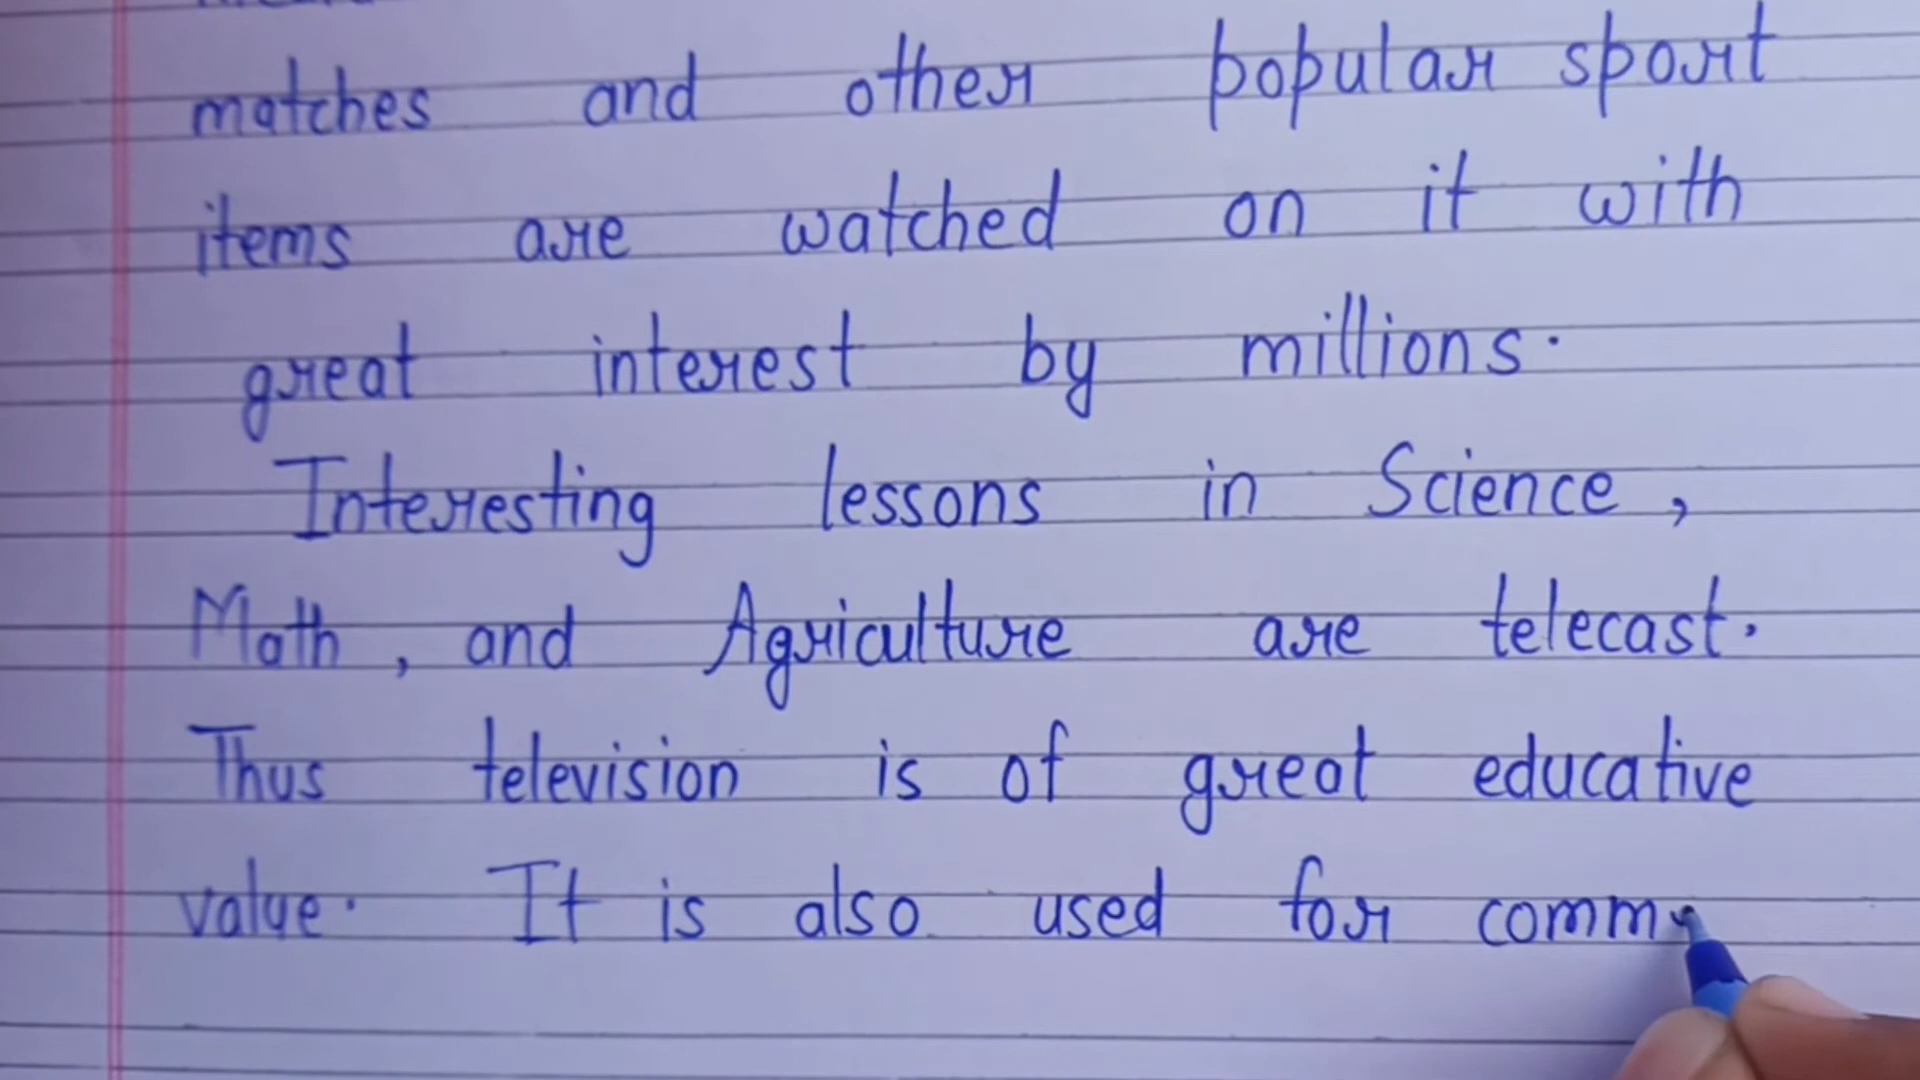 matches and other popular sport
items are watched on it with
great interest by millions.
Interesting lessons in Science,
Math, and Agriculture are telecast.
Thus television is of great educative
value. It is also used for comm